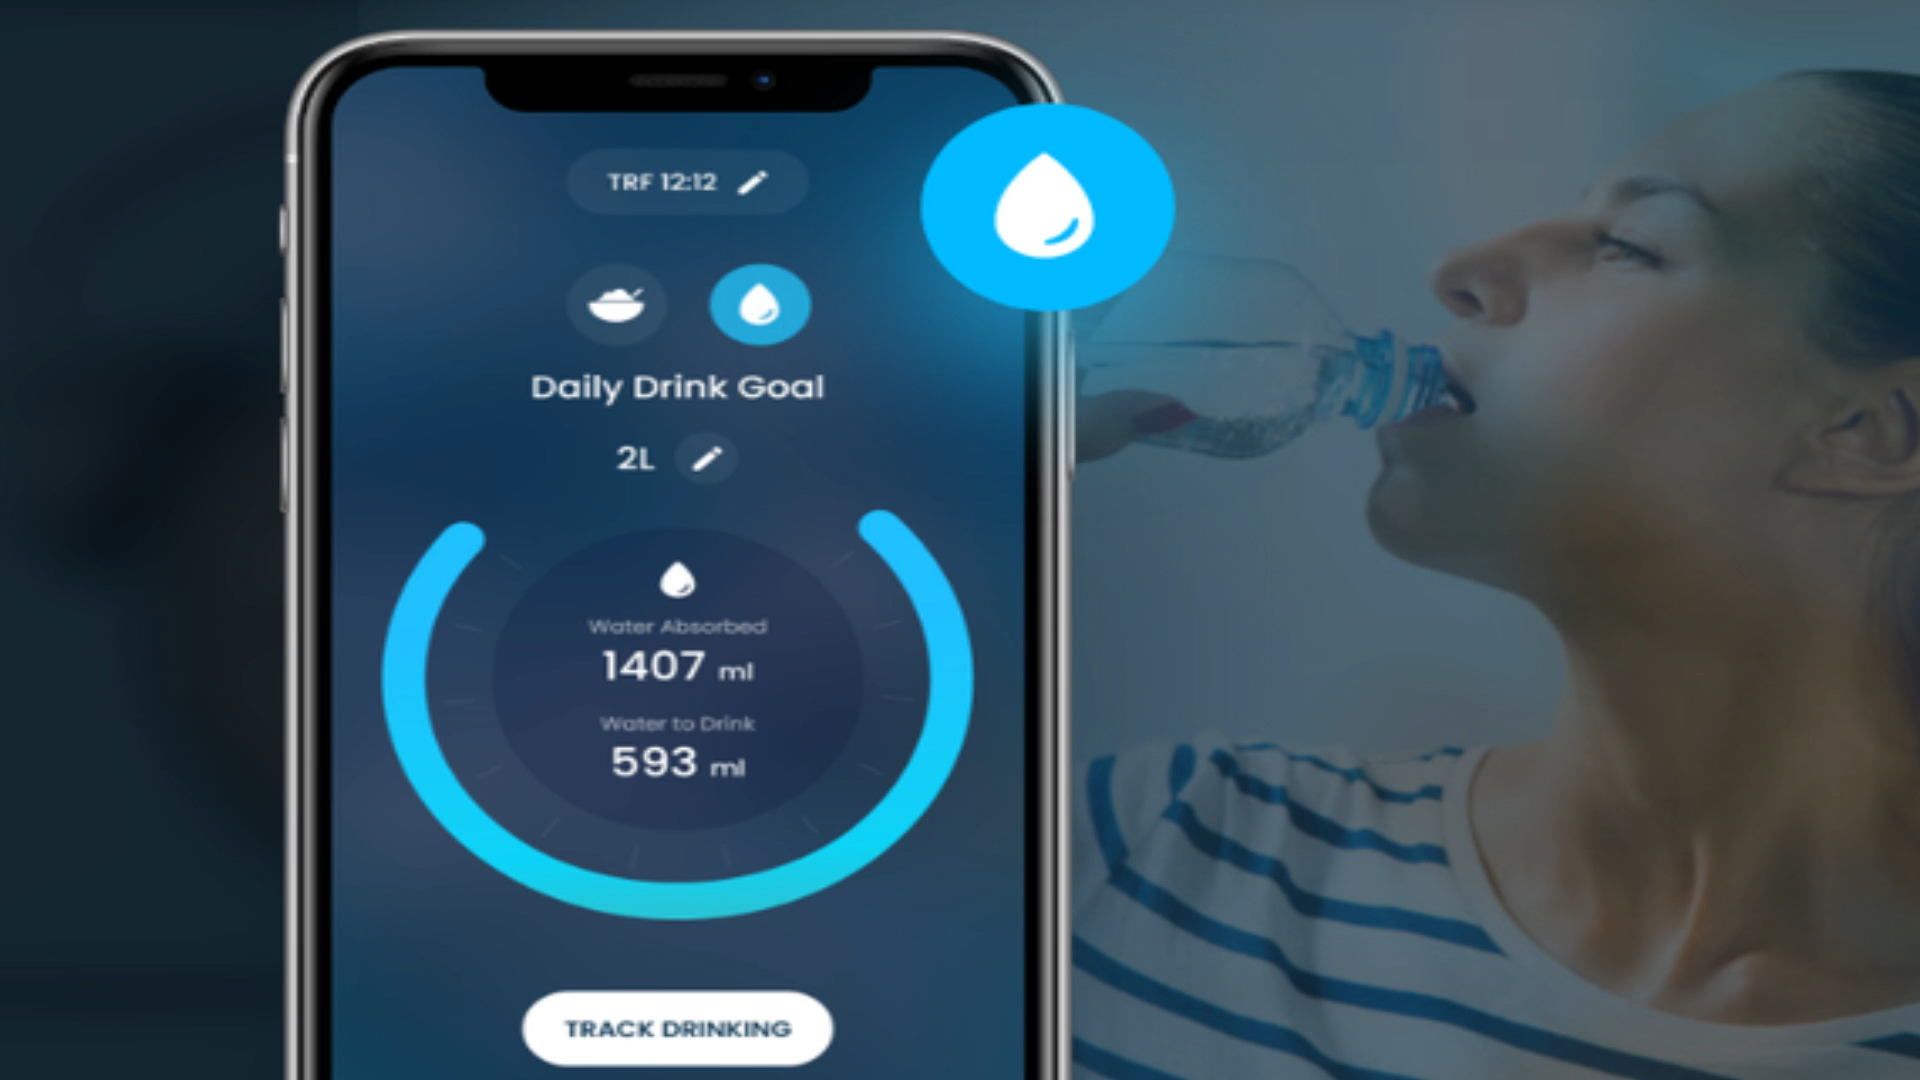 TRF 12:12
Daily Drink Goal
2L
Water Absorbed
1407 ml
Water to Drink
593 ml
TRACK DRINKING